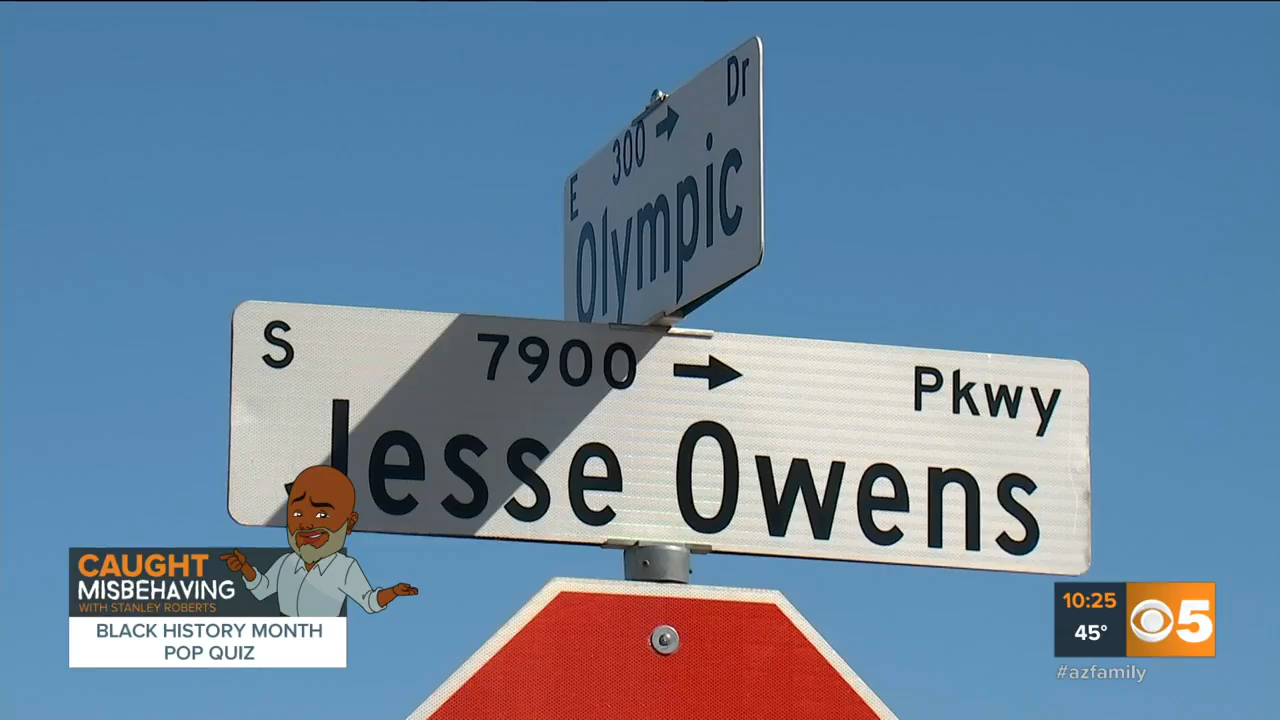 E 300 → Dr
Olympic
S 7900 → Pkwy
Jesse Owens
CAUGHT
MISBEHAVING
WITH STANLEY ROBERTS
BLACK HISTORY MONTH
POP QUIZ
10:25
45°
5
#azfamily